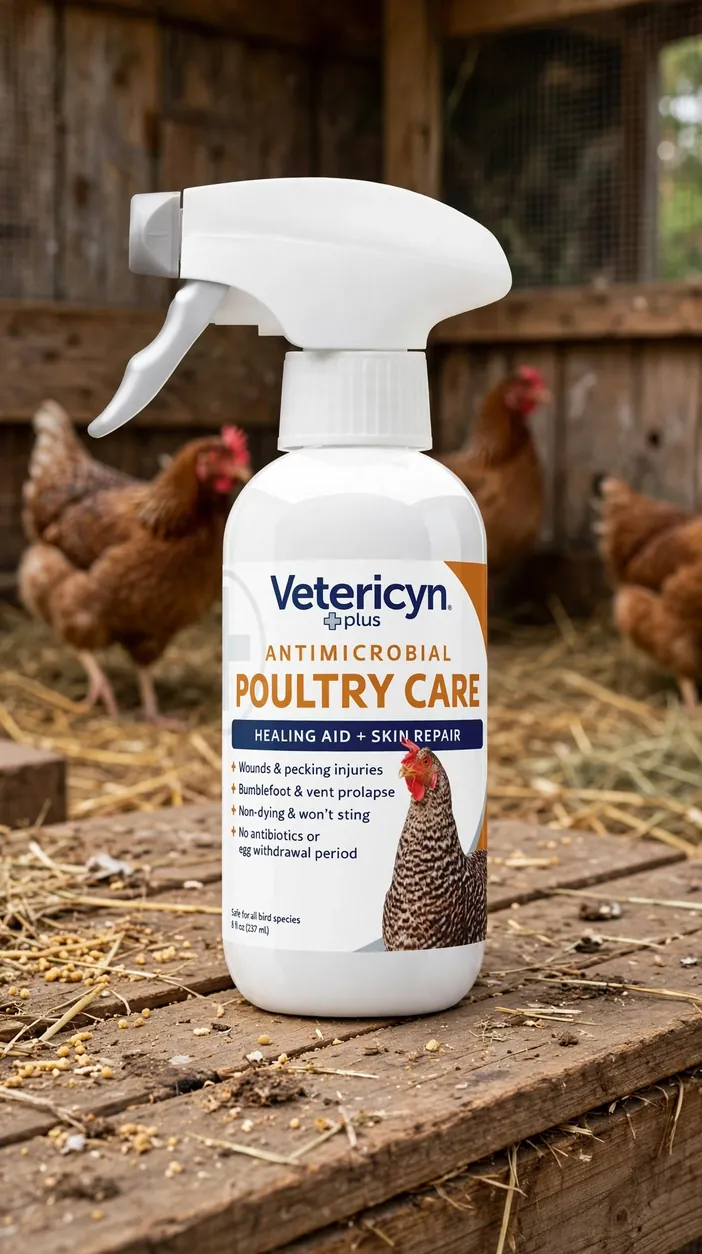 Vetericyn®
plus
ANTIMICROBIAL
POULTRY CARE
HEALING AID + SKIN REPAIR
+ Wounds & pecking injuries
+ Bumblefoot & vent prolapse
+ Non-dying & won't sting
+ No antibiotics or
egg withdrawal period
Safe for all bird species
8 fl oz (237 ml)